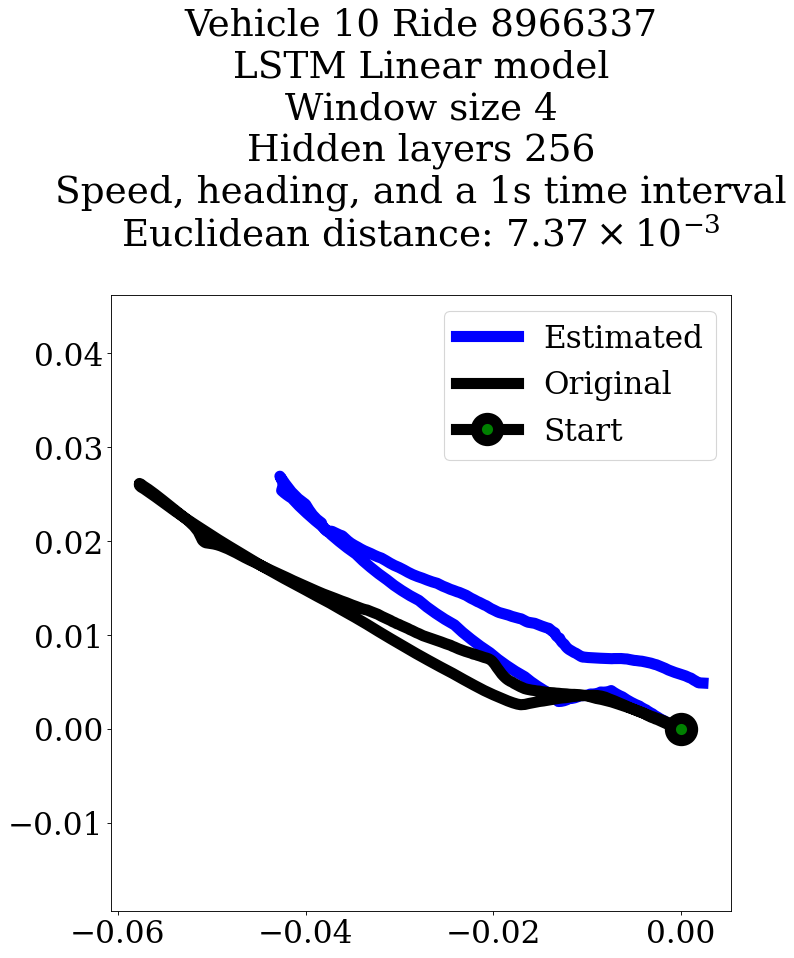 Vehicle 10 Ride 8966337
LSTM Linear model
Window size 4
Hidden layers 256
Speed, heading, and a 1s time interval
Euclidean distance: 7.37 × 10⁻³
Estimated
Original
Start
0.04
0.03
0.02
0.01
0.00
−0.01
−0.06 −0.04 −0.02 0.00